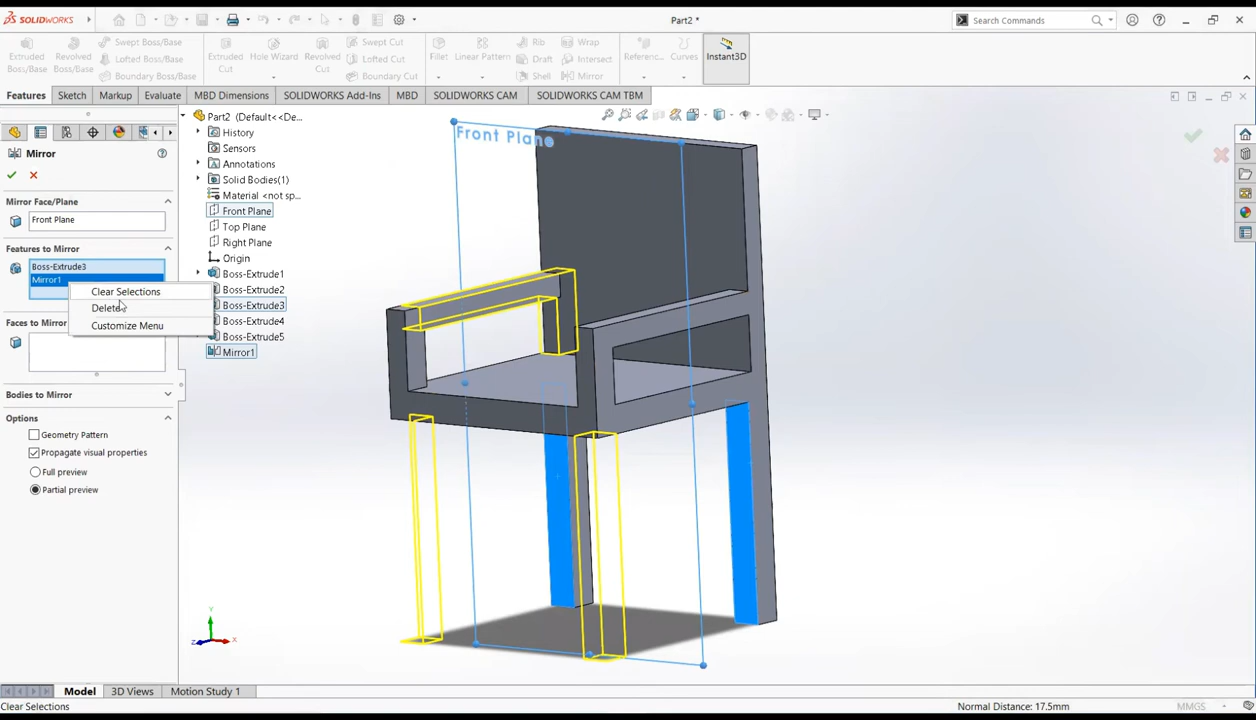 SOLIDWORKS
Part2 *
Search Commands
Extruded Boss/Base
Revolved Boss/Base
Swept Boss/Base
Lofted Boss/Base
Boundary Boss/Base
Extruded Cut
Hole Wizard
Revolved Cut
Swept Cut
Lofted Cut
Boundary Cut
Fillet
Linear Pattern
Rib
Draft
Shell
Wrap
Intersect
Mirror
Referenc...
Curves
Instant3D
Features
Sketch
Markup
Evaluate
MBD Dimensions
SOLIDWORKS Add-Ins
MBD
SOLIDWORKS CAM
SOLIDWORKS CAM TBM
Mirror
Mirror Face/Plane
Front Plane
Features to Mirror
Boss-Extrude3
Mirror1
Clear Selections
Delete
Customize Menu
Faces to Mirror
Bodies to Mirror
Options
Geometry Pattern
Propagate visual properties
Full preview
Partial preview
Part2 (Default<<De...
History
Sensors
Annotations
Solid Bodies(1)
Material <not sp...
Front Plane
Top Plane
Right Plane
Origin
Boss-Extrude1
Boss-Extrude2
Boss-Extrude3
Boss-Extrude4
Boss-Extrude5
Mirror1
Front Plane
Y
Z
X
Model
3D Views
Motion Study 1
Clear Selections
Normal Distance: 17.5mm
MMGS